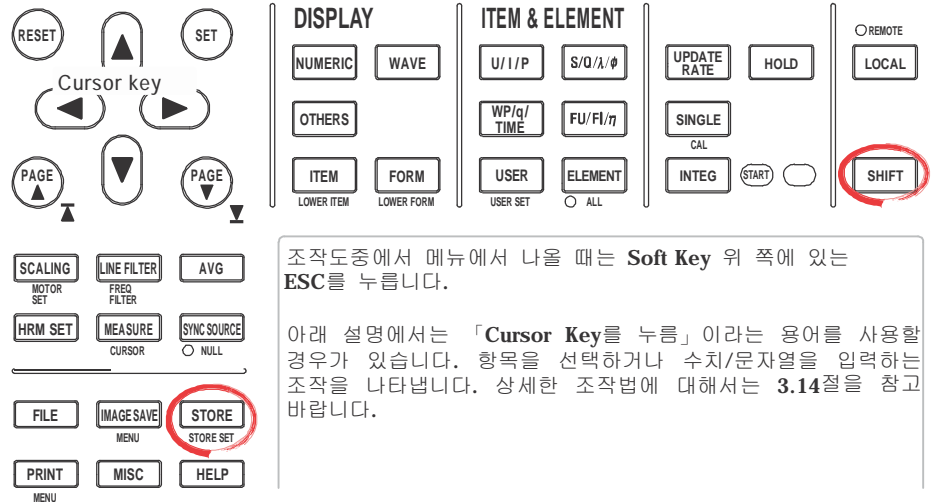 RESET
SET
Cursor key
PAGE
PAGE
DISPLAY
NUMERIC WAVE
OTHERS
ITEM FORM
LOWER ITEM LOWER FORM
ITEM & ELEMENT
U/I/P S/Q/λ/ϕ
WP/q/
TIME
FU/FI/η
USER ELEMENT
USER SET ALL
UPDATE
RATE
HOLD
SINGLE
CAL
INTEG START
REMOTE
LOCAL
SHIFT
SCALING LINE FILTER AVG
MOTOR
SET
FREQ
FILTER
HRM SET MEASURE SYNC SOURCE
CURSOR NULL
FILE IMAGE SAVE STORE
MENU STORE SET
PRINT MISC HELP
MENU
조작도중에서 메뉴에서 나올 때는 Soft Key 위 쪽에 있는
ESC를 누릅니다.
아래 설명에서는 「Cursor Key를 누름」이라는 용어를 사용할
경우가 있습니다. 항목을 선택하거나 수치/문자열을 입력하는
조작을 나타냅니다. 상세한 조작법에 대해서는 3.14절을 참고
바랍니다.